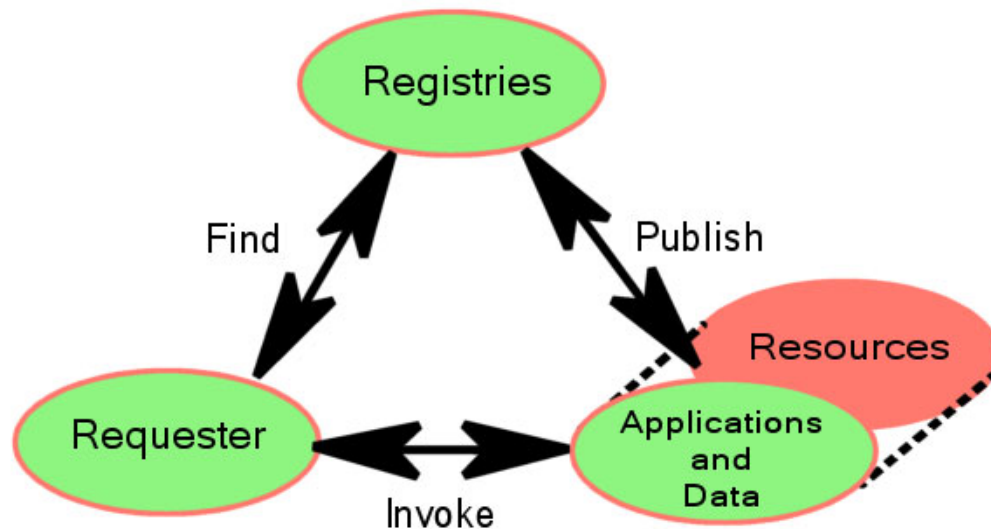 Registries
Find
Publish
Resources
Requester
Applications
and
Data
Invoke